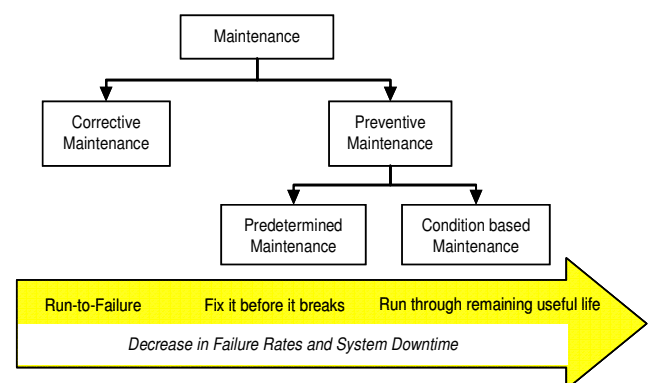 Maintenance
Corrective
Maintenance
Preventive
Maintenance
Predetermined
Maintenance
Condition based
Maintenance
Run-to-Failure
Fix it before it breaks
Run through remaining useful life
Decrease in Failure Rates and System Downtime